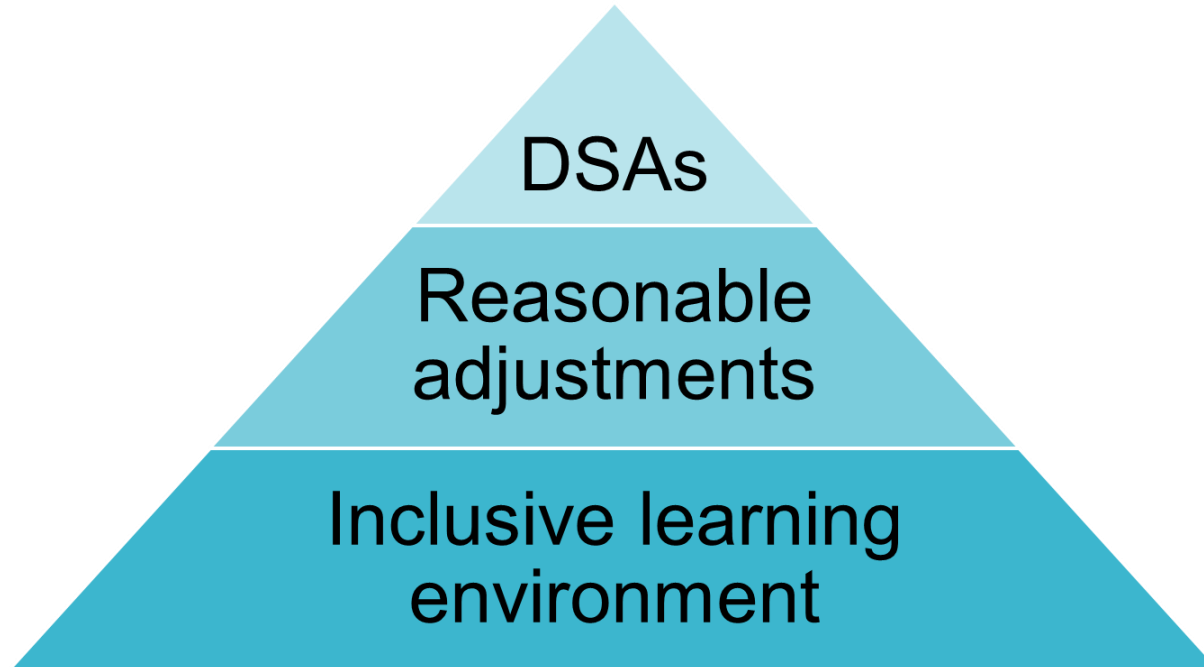 DSAs
Reasonable
adjustments
Inclusive learning
environment